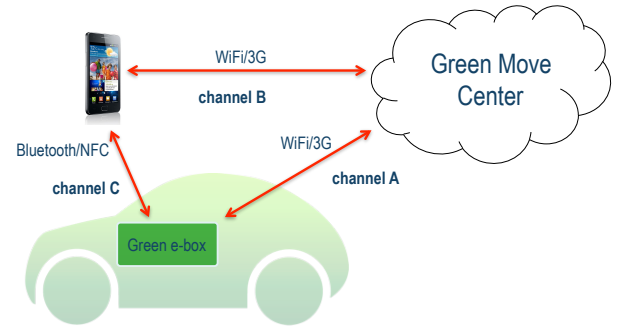 WiFi/3G
channel B
Green Move
Center
Bluetooth/NFC
channel C
WiFi/3G
channel A
Green e-box